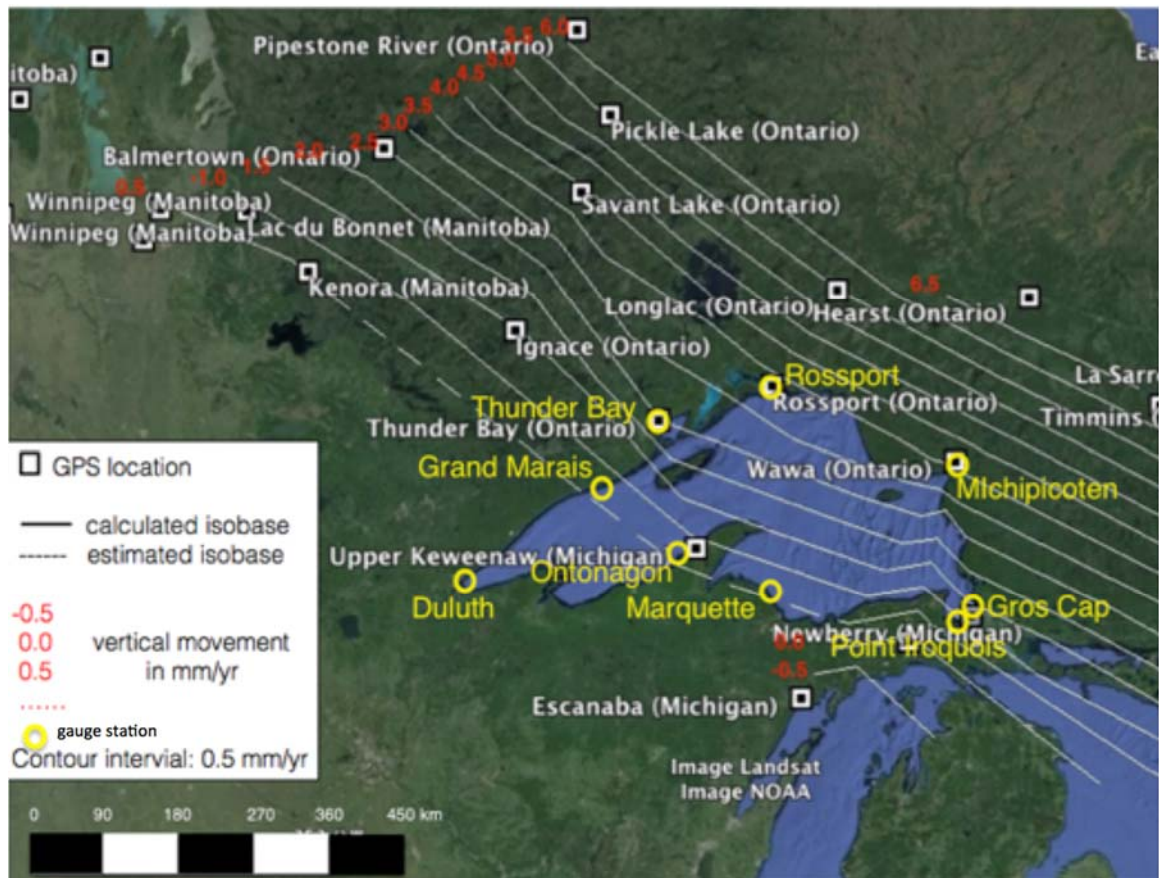 5.5 6.0
Pipestone River (Ontario)
5.0
4.5
4.0
3.5
3.0
2.5
2.0
1.5
1.0
0.5
itoba)
Ea
Pickle Lake (Ontario)
Balmertown (Ontario)
Winnipeg (Manitoba)
Savant Lake (Ontario)
Winnipeg (Manitoba)
Lac du Bonnet (Manitoba)
Kenora (Manitoba)
6.5
Longlac (Ontario)
Hearst (Ontario)
Ignace (Ontario)
Rossport
La Sarr
Rossport (Ontario)
Thunder Bay
Timmins (
Thunder Bay (Ontario)
Grand Marais
Wawa (Ontario)
MIchipicoten
Upper Keweenaw (Michigan)
Ontonagon
Duluth
Marquette
Gros Cap
Newberry (Michigan)
Point Iroquois
0.0
-0.5
Escanaba (Michigan)
Image Landsat
Image NOAA
GPS location
calculated isobase
estimated isobase
-0.5
0.0 vertical movement
0.5 in mm/yr
......
gauge station
Contour intervial: 0.5 mm/yr
0 90 180 270 360 450 km